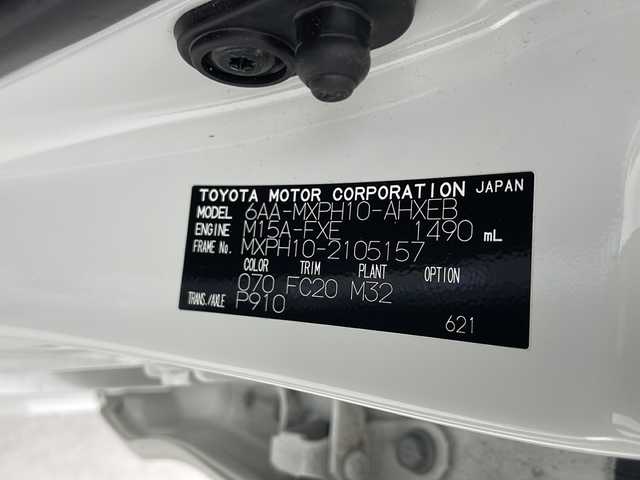 TOYOTA MOTOR CORPORATION JAPAN
MODEL 6AA-MXPH10-AHXEB
ENGINE M15A-FXE 1490 mL
FRAME No. MXPH10-2105157
COLOR TRIM PLANT OPTION
070 FC20 M32
TRANS./AXLE P910
621